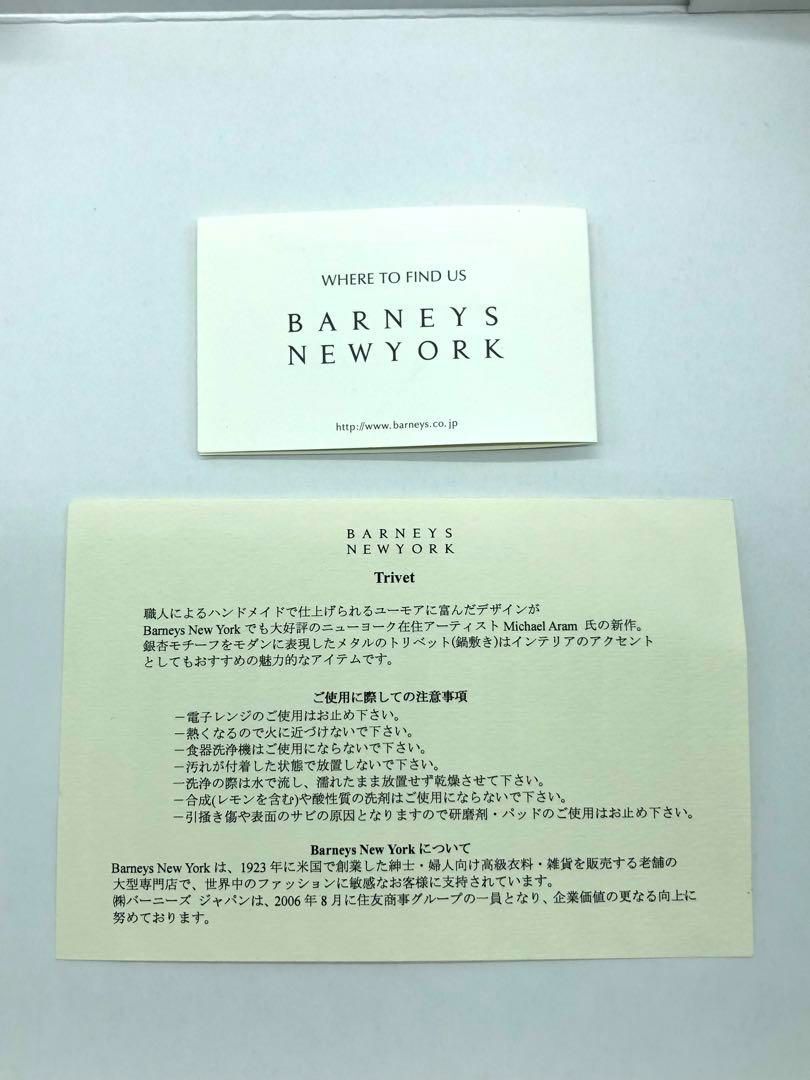 WHERE TO FIND US
BARNEYS
NEWYORK
http://www.barneys.co.jp
BARNEYS
NEWYORK
Trivet
職人によるハンドメイドで仕上げられるユーモアに富んだデザインが
Barneys New York でも大好評のニューヨーク在住アーティスト Michael Aram 氏の新作。
銀杏モチーフをモダンに表現したメタルのトリベット(鍋敷き)はインテリアのアクセント
としてもおすすめの魅力的なアイテムです。
ご使用に際しての注意事項
－電子レンジのご使用はお止め下さい。
－熱くなるので火に近づけないで下さい。
－食器洗浄機はご使用にならないで下さい。
－汚れが付着した状態で放置しないで下さい。
－洗浄の際は水で流し、濡れたまま放置せず乾燥させて下さい。
－合成(レモンを含む)や酸性質の洗剤はご使用にならないで下さい。
－引掻き傷や表面のサビの原因となりますので研磨剤・パッドのご使用はお止め下さい。
Barneys New York について
Barneys New York は、1923 年に米国で創業した紳士・婦人向け高級衣料・雑貨を販売する老舗の
大型専門店で、世界中のファッションに敏感なお客様に支持されています。
㈱バーニーズ ジャパンは、2006 年 8 月に住友商事グループの一員となり、企業価値の更なる向上に
努めております。